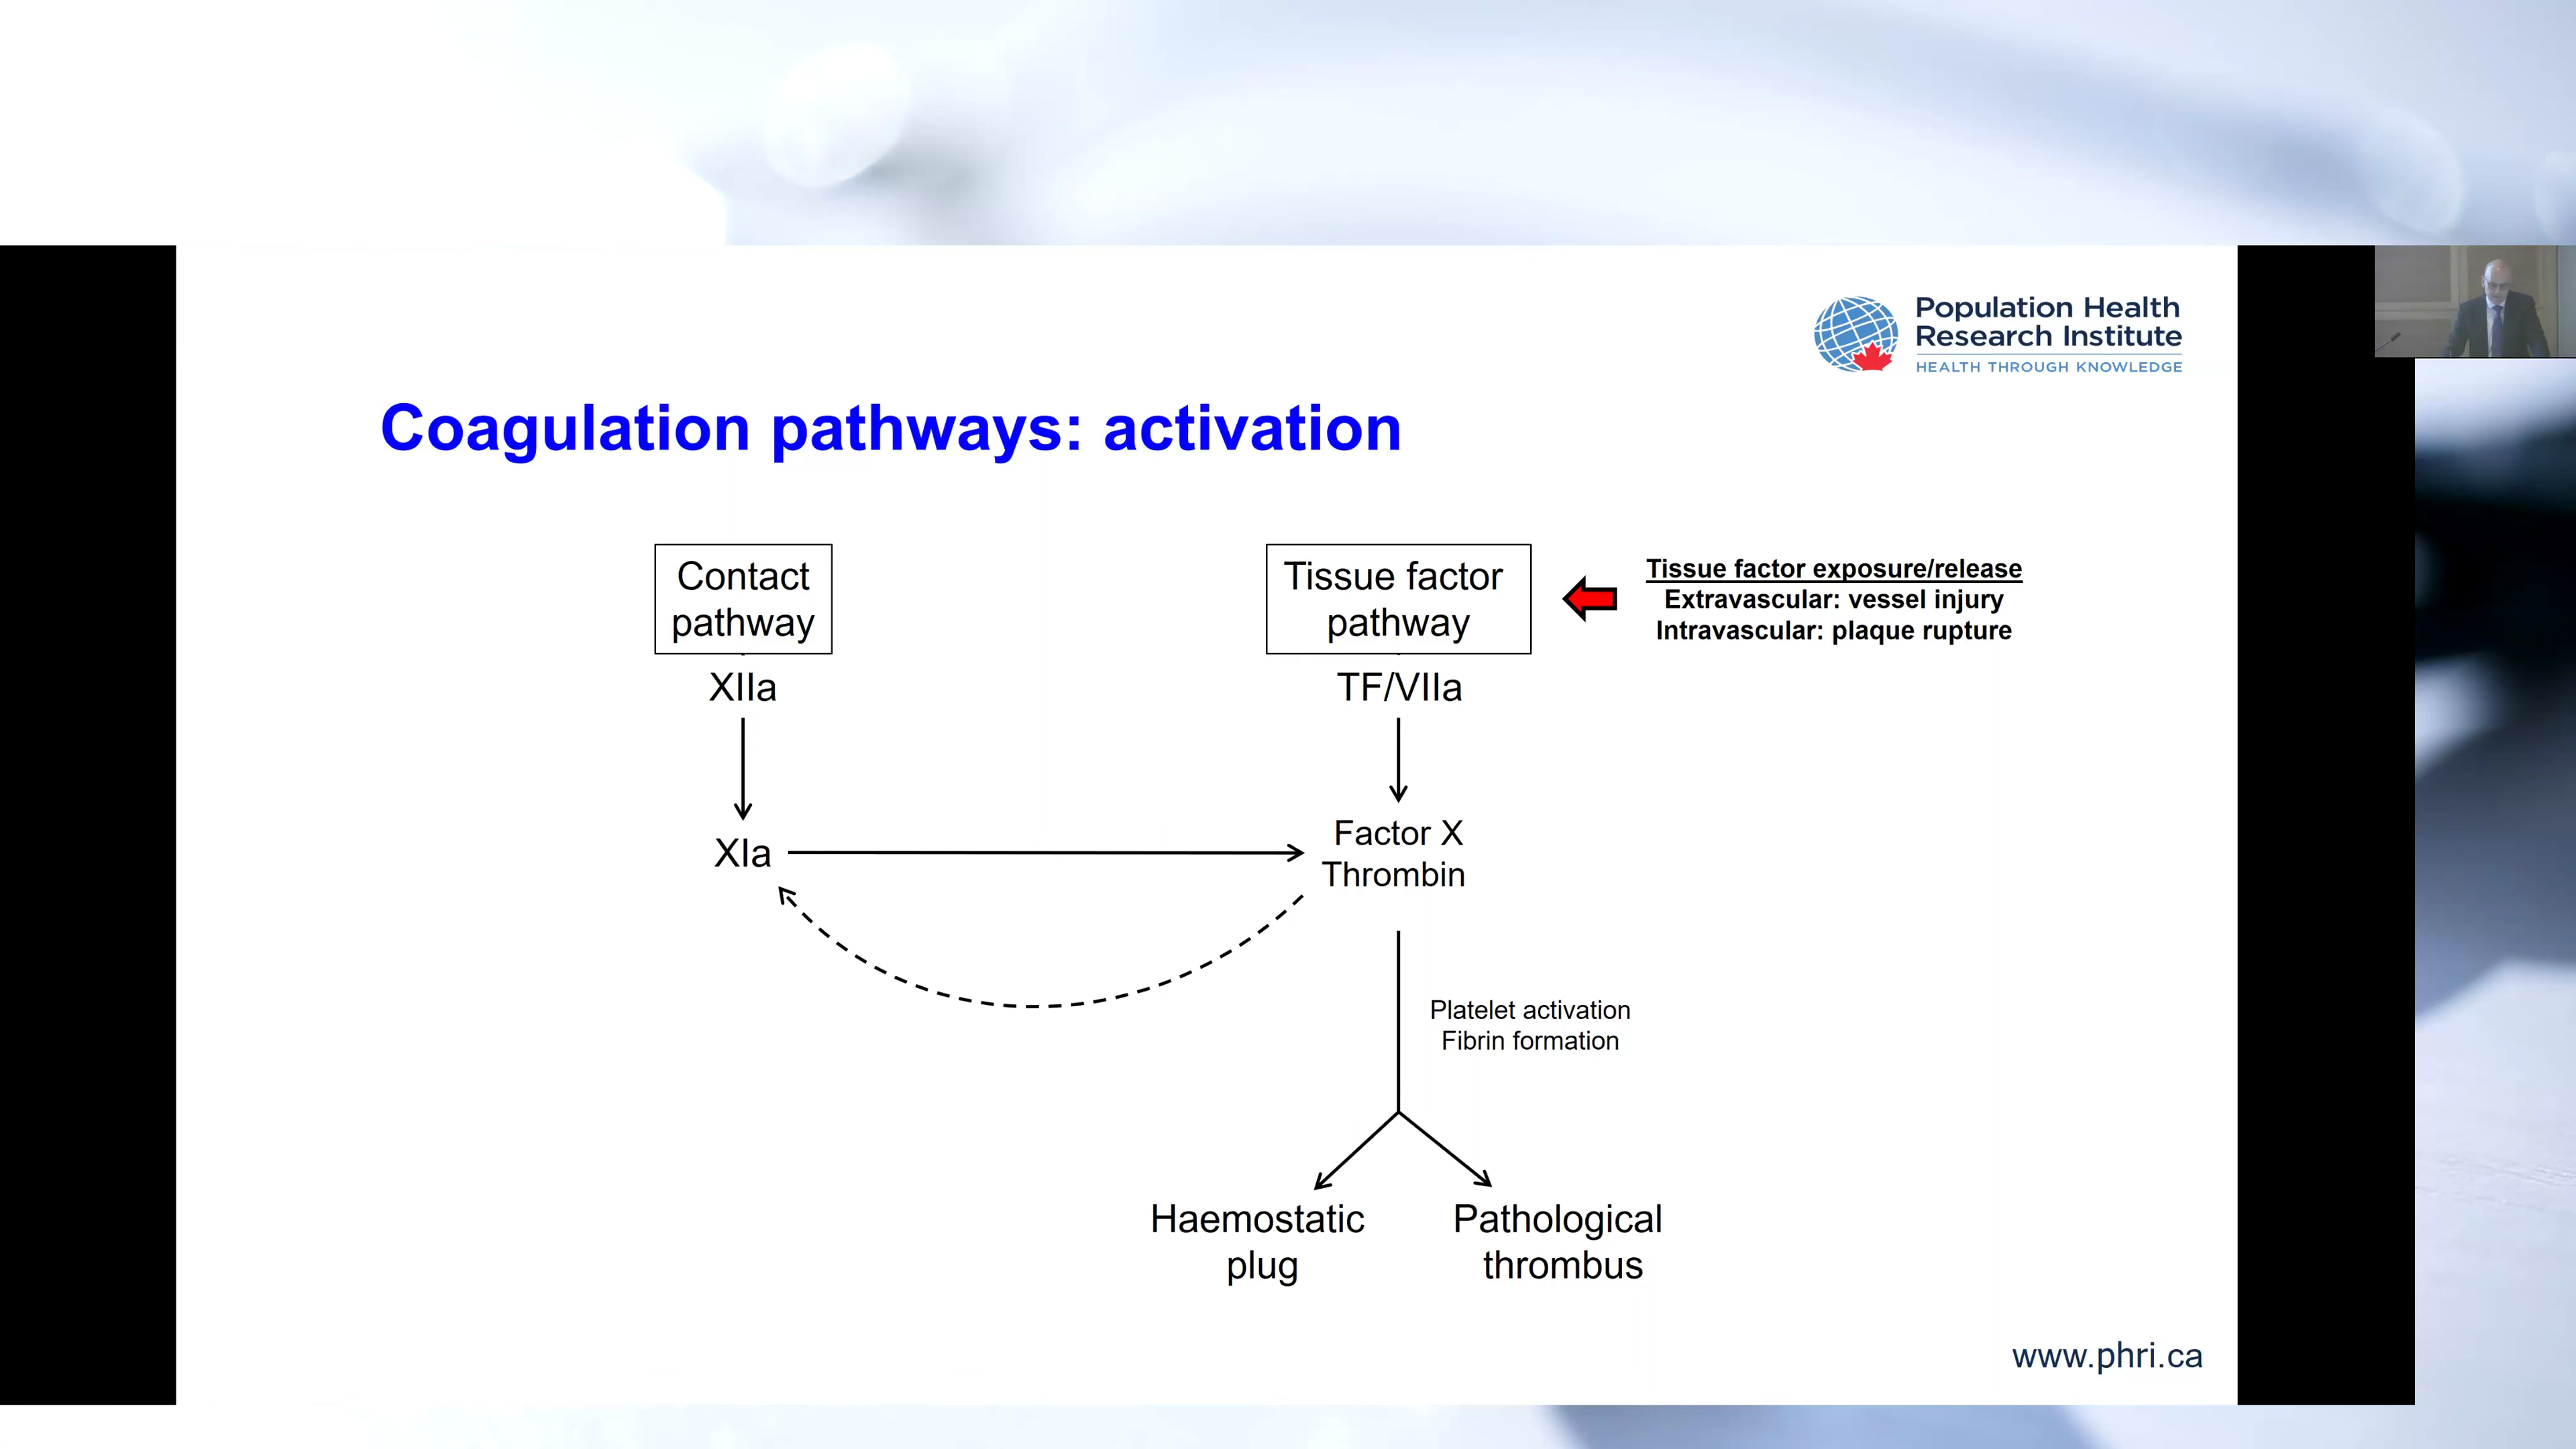 Population Health
Research Institute
HEALTH THROUGH KNOWLEDGE
Coagulation pathways: activation
Contact
pathway
Tissue factor
pathway
Tissue factor exposure/release
Extravascular: vessel injury
Intravascular: plaque rupture
XIIa
TF/VIIa
XIa
Factor X
Thrombin
Platelet activation
Fibrin formation
Haemostatic
plug
Pathological
thrombus
www.phri.ca